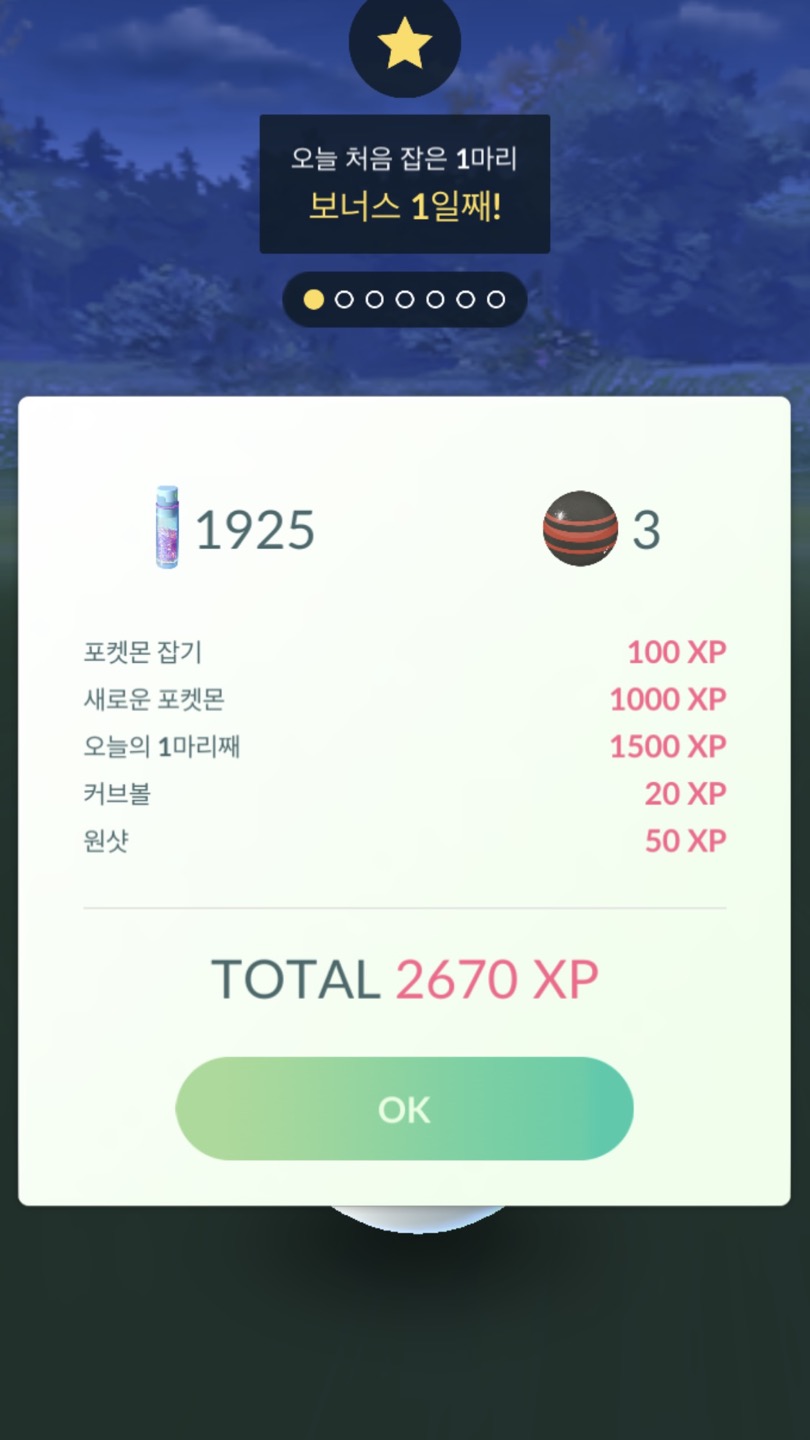 오늘 처음 잡은 1마리
보너스 1일째!
1925
3
포켓몬 잡기 100 XP
새로운 포켓몬 1000 XP
오늘의 1마리째 1500 XP
커브볼 20 XP
원샷 50 XP
TOTAL 2670 XP
OK